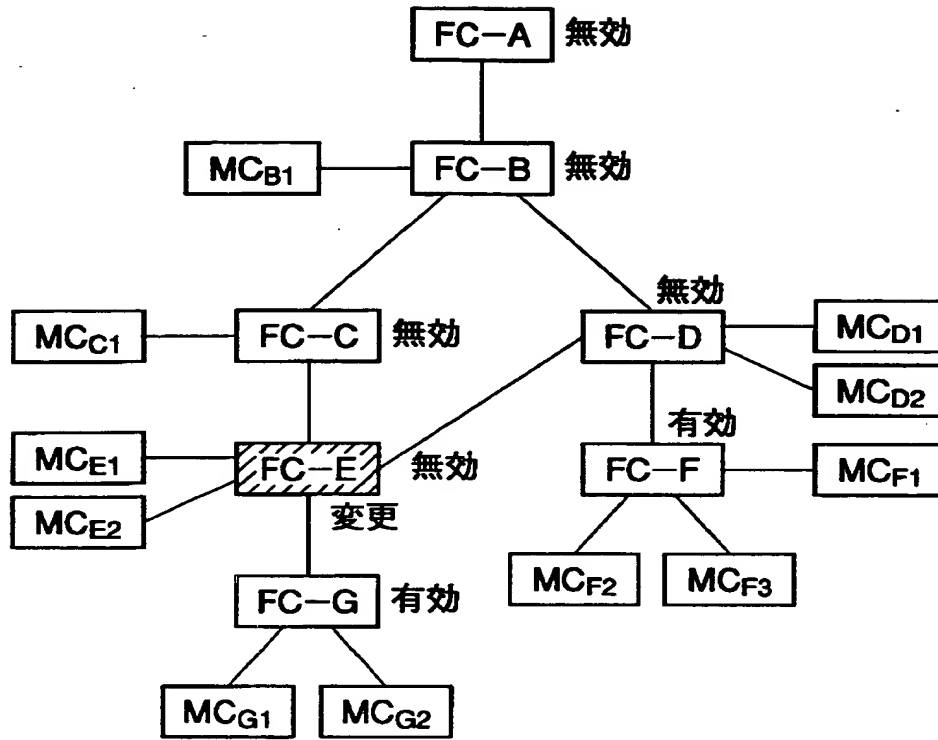 FC−A 無効
MCB1 FC−B 無効
無効
MCC1 FC−C 無効 FC−D MCD1
MCD2
有効
MCE1 FC−E 無効 FC−F MCF1
MCE2 変更
FC−G 有効 MCF2 MCF3
MCG1 MCG2